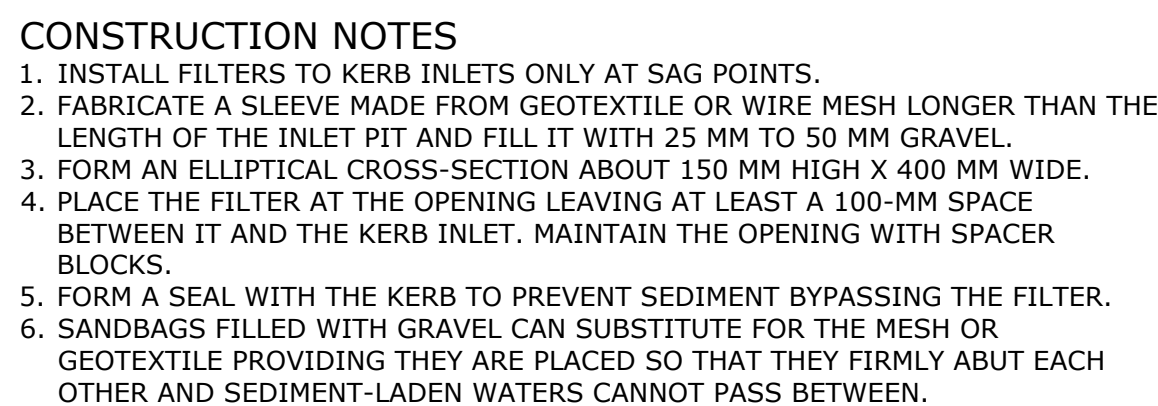 CONSTRUCTION NOTES
1. INSTALL FILTERS TO KERB INLETS ONLY AT SAG POINTS.
2. FABRICATE A SLEEVE MADE FROM GEOTEXTILE OR WIRE MESH LONGER THAN THE
LENGTH OF THE INLET PIT AND FILL IT WITH 25 MM TO 50 MM GRAVEL.
3. FORM AN ELLIPTICAL CROSS-SECTION ABOUT 150 MM HIGH X 400 MM WIDE.
4. PLACE THE FILTER AT THE OPENING LEAVING AT LEAST A 100-MM SPACE
BETWEEN IT AND THE KERB INLET. MAINTAIN THE OPENING WITH SPACER
BLOCKS.
5. FORM A SEAL WITH THE KERB TO PREVENT SEDIMENT BYPASSING THE FILTER.
6. SANDBAGS FILLED WITH GRAVEL CAN SUBSTITUTE FOR THE MESH OR
GEOTEXTILE PROVIDING THEY ARE PLACED SO THAT THEY FIRMLY ABUT EACH
OTHER AND SEDIMENT-LADEN WATERS CANNOT PASS BETWEEN.